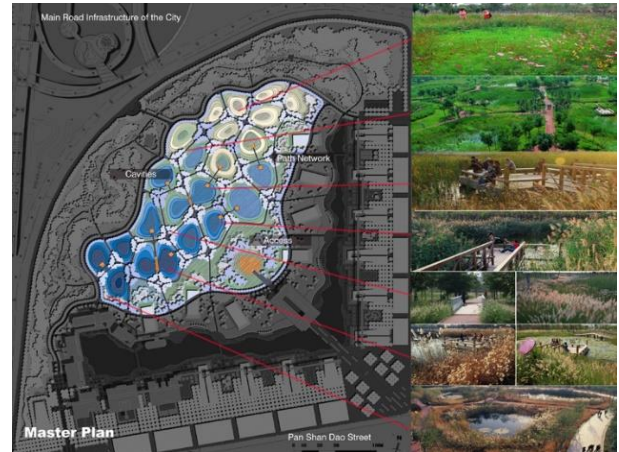 Main Road Infrastructure of the City
Path Network
Cavities
Access
Master Plan
Pan Shan Dao Street
N